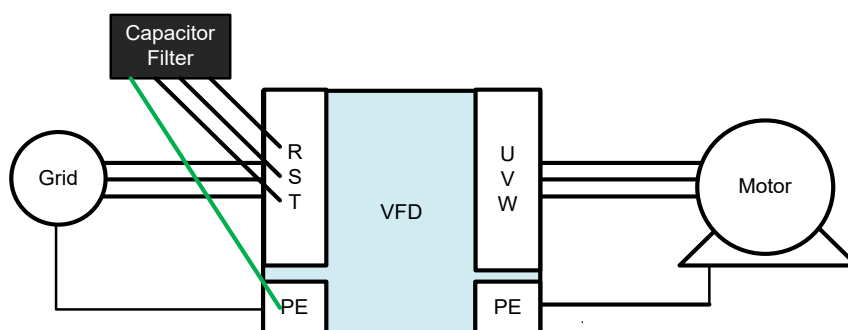 Capacitor
Filter
Grid
R
S
T
VFD
U
V
W
Motor
PE
PE